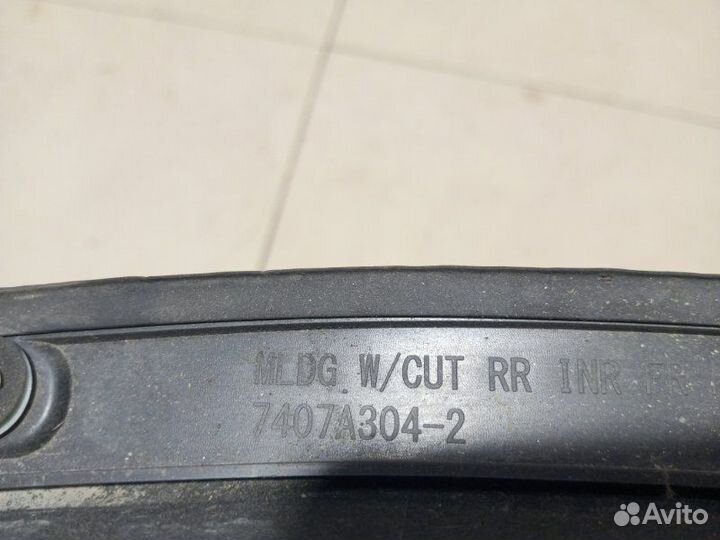 MLDG W/CUT RR INR
7407A304-2
Avito